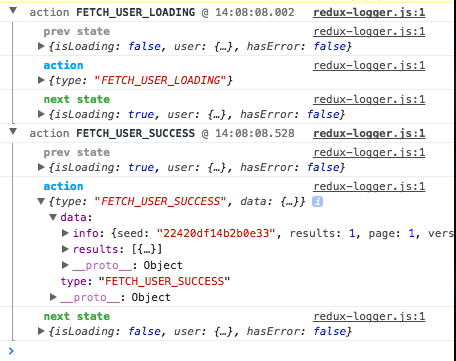 ▼ action FETCH_USER_LOADING @ 14:08:08.002 redux-logger.js:1
prev state redux-logger.js:1
▶ {isLoading: false, user: {…}, hasError: false}
action redux-logger.js:1
▶ {type: "FETCH_USER_LOADING"}
next state redux-logger.js:1
▶ {isLoading: true, user: {…}, hasError: false}
▼ action FETCH_USER_SUCCESS @ 14:08:08.528 redux-logger.js:1
prev state redux-logger.js:1
▶ {isLoading: true, user: {…}, hasError: false}
action redux-logger.js:1
▼ {type: "FETCH_USER_SUCCESS", data: {…}} i
▼ data:
▶ info: {seed: "22420df14b2b0e33", results: 1, page: 1, vers
▶ results: [{…}]
▶ __proto__: Object
type: "FETCH_USER_SUCCESS"
▶ __proto__: Object
next state redux-logger.js:1
▶ {isLoading: false, user: {…}, hasError: false}
>